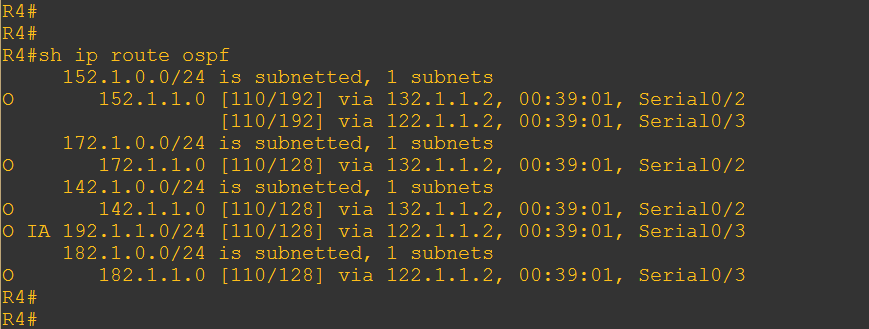 R4#
R4#
R4#sh ip route ospf
     152.1.0.0/24 is subnetted, 1 subnets
O       152.1.1.0 [110/192] via 132.1.1.2, 00:39:01, Serial0/2
                  [110/192] via 122.1.1.2, 00:39:01, Serial0/3
     172.1.0.0/24 is subnetted, 1 subnets
O       172.1.1.0 [110/128] via 132.1.1.2, 00:39:01, Serial0/2
     142.1.0.0/24 is subnetted, 1 subnets
O       142.1.1.0 [110/128] via 132.1.1.2, 00:39:01, Serial0/2
O IA 192.1.1.0/24 [110/128] via 122.1.1.2, 00:39:01, Serial0/3
     182.1.0.0/24 is subnetted, 1 subnets
O       182.1.1.0 [110/128] via 122.1.1.2, 00:39:01, Serial0/3
R4#
R4#